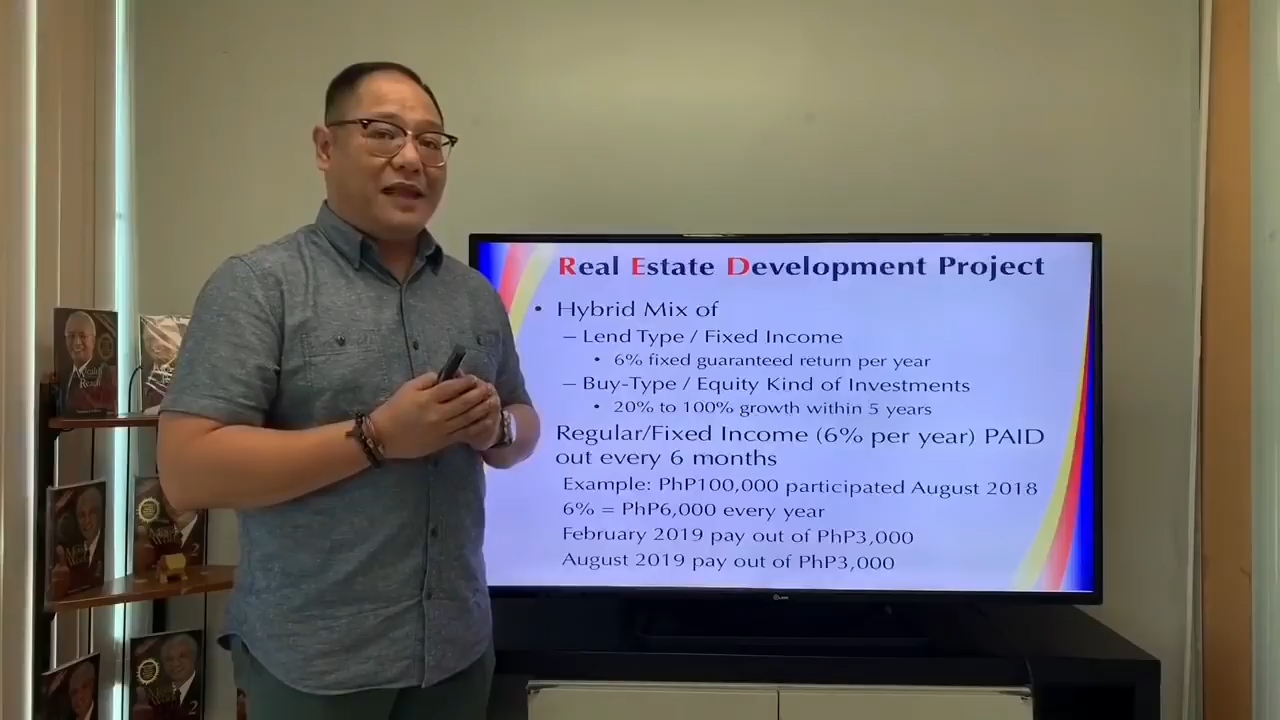 Real Estate Development Project
• Hybrid Mix of
– Lend Type / Fixed Income
• 6% fixed guaranteed return per year
– Buy-Type / Equity Kind of Investments
• 20% to 100% growth within 5 years
Regular/Fixed Income (6% per year) PAID
out every 6 months
Example: PhP100,000 participated August 2018
6% = PhP6,000 every year
February 2019 pay out of PhP3,000
August 2019 pay out of PhP3,000